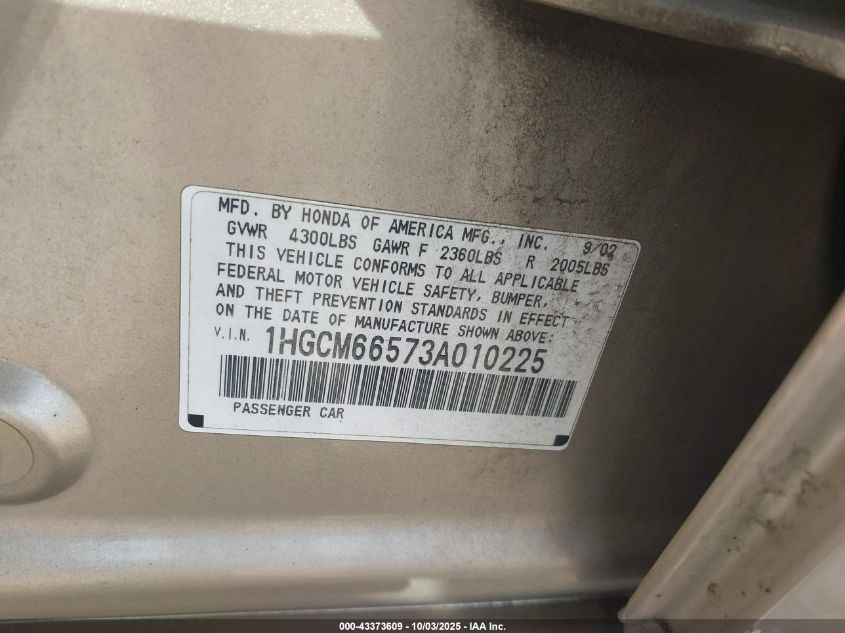 MFD. BY HONDA OF AMERICA MFG., INC. 9/02
GVWR 4300LBS GAWR F 2360LBS R 2005LBS
THIS VEHICLE CONFORMS TO ALL APPLICABLE
FEDERAL MOTOR VEHICLE SAFETY, BUMPER,
AND THEFT PREVENTION STANDARDS IN EFFECT
ON THE DATE OF MANUFACTURE SHOWN ABOVE:
V.I.N. 1HGCM66573A010225
PASSENGER CAR
000-43373609 - 10/03/2025 - IAA Inc.